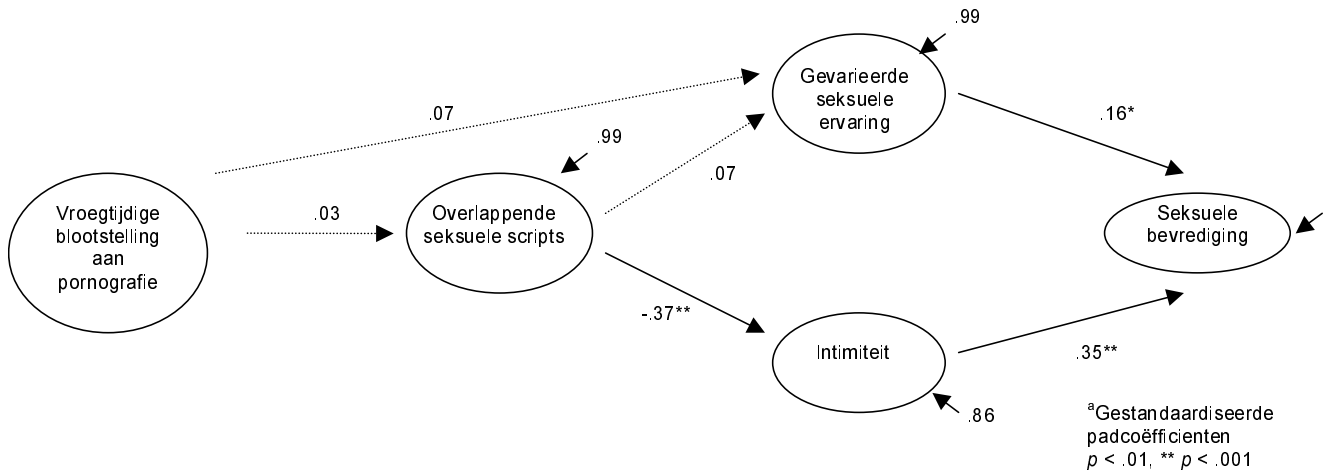 .99
Gevarieerde
seksuele
ervaring
.07
.16*
.99
.07
Vroegtijdige
blootstelling
aan
pornografie
.03
Overlappende
seksuele scripts
Seksuele
bevrediging
-.37**
Intimiteit
.35**
.86
aGestandaardiseerde
padcoëfficienten
p < .01, ** p < .001